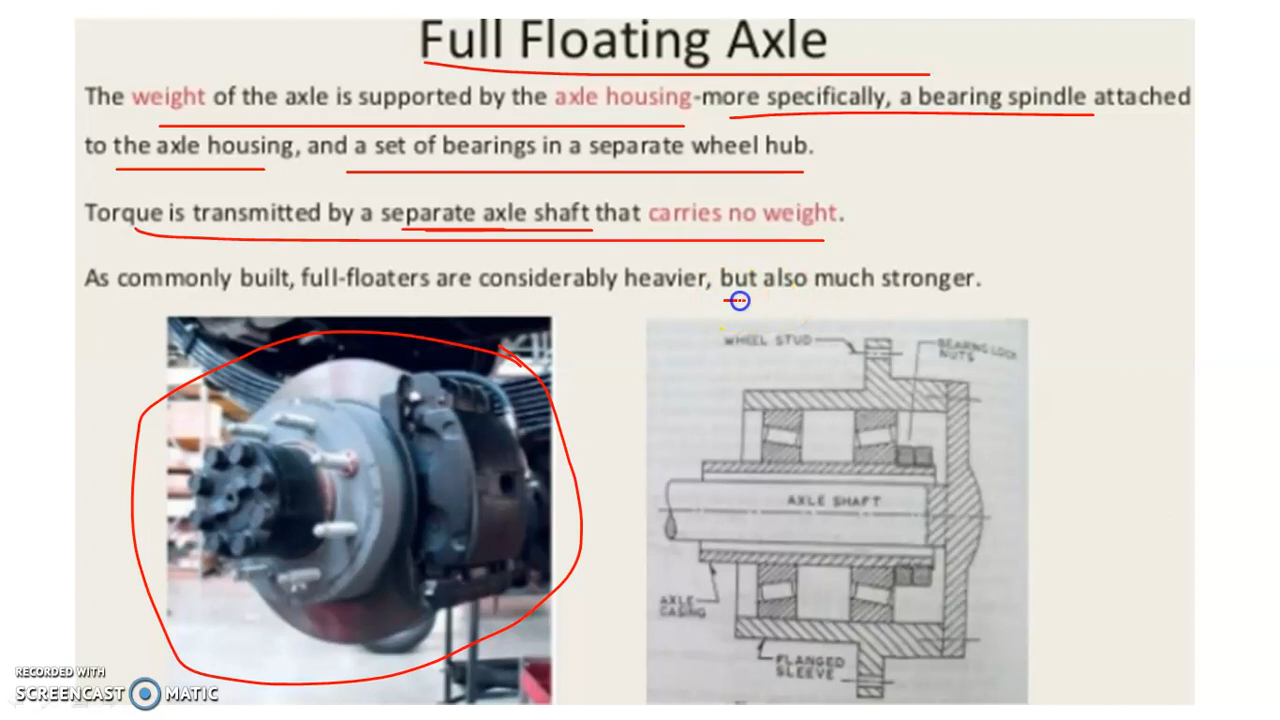 Full Floating Axle
The weight of the axle is supported by the axle housing-more specifically, a bearing spindle attached
to the axle housing, and a set of bearings in a separate wheel hub.
Torque is transmitted by a separate axle shaft that carries no weight.
As commonly built, full-floaters are considerably heavier, but also much stronger.
WHEEL STUD
BEARING LOCK
NUTS
AXLE SHAFT
AXLE
CASING
FLANGED
SLEEVE
RECORDED WITH
SCREENCAST MATIC